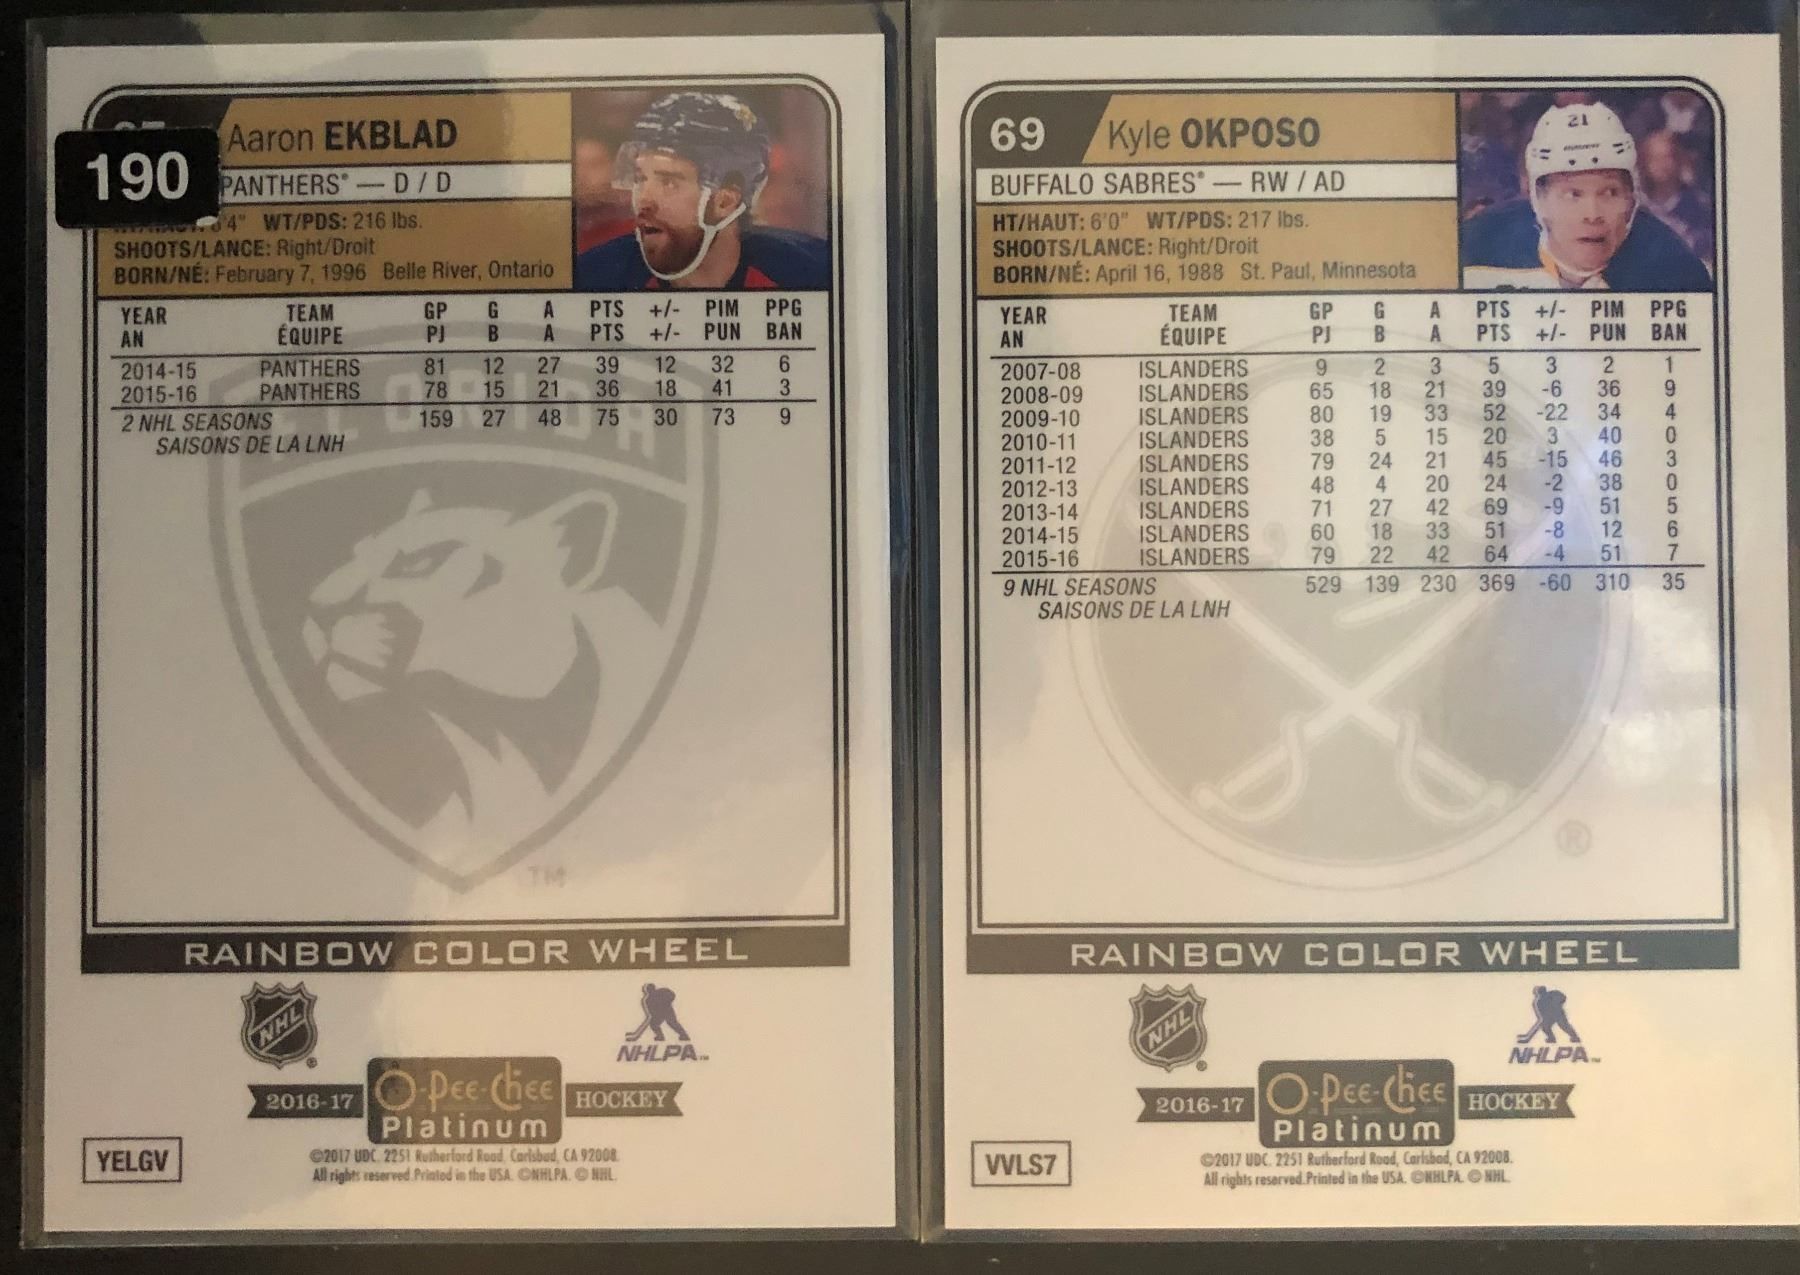 190
Aaron EKBLAD
PANTHERS® — D / D
6'4" WT/PDS: 216 lbs.
SHOOTS/LANCE: Right/Droit
BORN/NÉ: February 7, 1996 Belle River, Ontario
YEAR TEAM GP G A PTS +/- PIM PPG
AN ÉQUIPE PJ B A PTS +/- PUN BAN
2014-15 PANTHERS 81 12 27 39 12 32 6
2015-16 PANTHERS 78 15 21 36 18 41 3
2 NHL SEASONS 159 27 48 75 30 73 9
SAISONS DE LA LNH
FLORIDA
TM
RAINBOW COLOR WHEEL
NHL ®
NHLPA™
2016-17 O-Pee-Chee HOCKEY
Platinum
YELGV
©2017 UDC. 2251 Rutherford Road, Carlsbad, CA 92008.
All rights reserved.Printed in the USA. ©NHLPA. © NHL.
69 Kyle OKPOSO
BUFFALO SABRES® — RW / AD
HT/HAUT: 6'0" WT/PDS: 217 lbs.
SHOOTS/LANCE: Right/Droit
BORN/NÉ: April 16, 1988 St. Paul, Minnesota
21
YEAR TEAM GP G A PTS +/- PIM PPG
AN ÉQUIPE PJ B A PTS +/- PUN BAN
2007-08 ISLANDERS 9 2 3 5 3 2 1
2008-09 ISLANDERS 65 18 21 39 -6 36 9
2009-10 ISLANDERS 80 19 33 52 -22 34 4
2010-11 ISLANDERS 38 5 15 20 3 40 0
2011-12 ISLANDERS 79 24 21 45 -15 46 3
2012-13 ISLANDERS 48 4 20 24 -2 38 0
2013-14 ISLANDERS 71 27 42 69 -9 51 5
2014-15 ISLANDERS 60 18 33 51 -8 12 6
2015-16 ISLANDERS 79 22 42 64 -4 51 7
9 NHL SEASONS 529 139 230 369 -60 310 35
SAISONS DE LA LNH
®
RAINBOW COLOR WHEEL
NHL ®
NHLPA™
2016-17 O-Pee-Chee HOCKEY
Platinum
VVLS7
©2017 UDC. 2251 Rutherford Road, Carlsbad, CA 92008.
All rights reserved.Printed in the USA. ©NHLPA. © NHL.